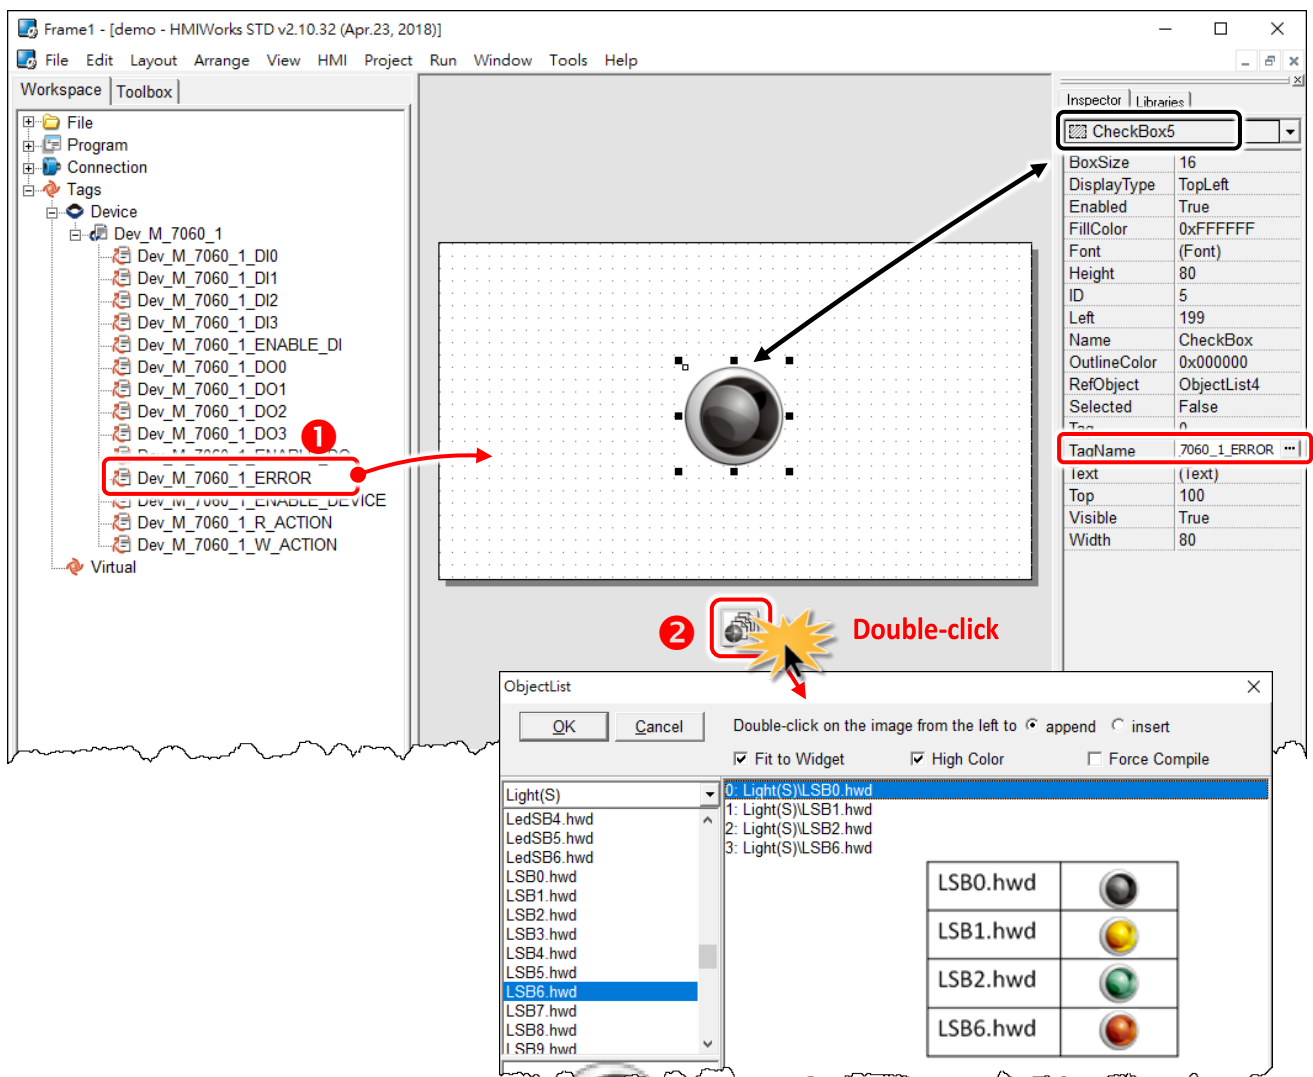 Frame1 - [demo - HMIWorks STD v2.10.32 (Apr.23, 2018)]
File Edit Layout Arrange View HMI Project Run Window Tools Help
Workspace Toolbox
File
Program
Connection
Tags
Device
Dev_M_7060_1
Dev_M_7060_1_DI0
Dev_M_7060_1_DI1
Dev_M_7060_1_DI2
Dev_M_7060_1_DI3
Dev_M_7060_1_ENABLE_DI
Dev_M_7060_1_DO0
Dev_M_7060_1_DO1
Dev_M_7060_1_DO2
Dev_M_7060_1_DO3
1
Dev_M_7060_1_ERROR
Dev_M_7060_1_ENABLE_DEVICE
Dev_M_7060_1_R_ACTION
Dev_M_7060_1_W_ACTION
Virtual
Inspector Libraries
CheckBox5
BoxSize 16
DisplayType TopLeft
Enabled True
FillColor 0xFFFFFF
Font (Font)
Height 80
ID 5
Left 199
Name CheckBox
OutlineColor 0x000000
RefObject ObjectList4
Selected False
Tag 0
TagName 7060_1_ERROR ...
Text (Text)
Top 100
Visible True
Width 80
2 Double-click
ObjectList
OK Cancel Double-click on the image from the left to append insert
Fit to Widget High Color Force Compile
Light(S)
LedSB4.hwd
LedSB5.hwd
LedSB6.hwd
LSB0.hwd
LSB1.hwd
LSB2.hwd
LSB3.hwd
LSB4.hwd
LSB5.hwd
LSB6.hwd
LSB7.hwd
LSB8.hwd
LSB9.hwd
0: Light(S)\LSB0.hwd
1: Light(S)\LSB1.hwd
2: Light(S)\LSB2.hwd
3: Light(S)\LSB6.hwd
LSB0.hwd
LSB1.hwd
LSB2.hwd
LSB6.hwd